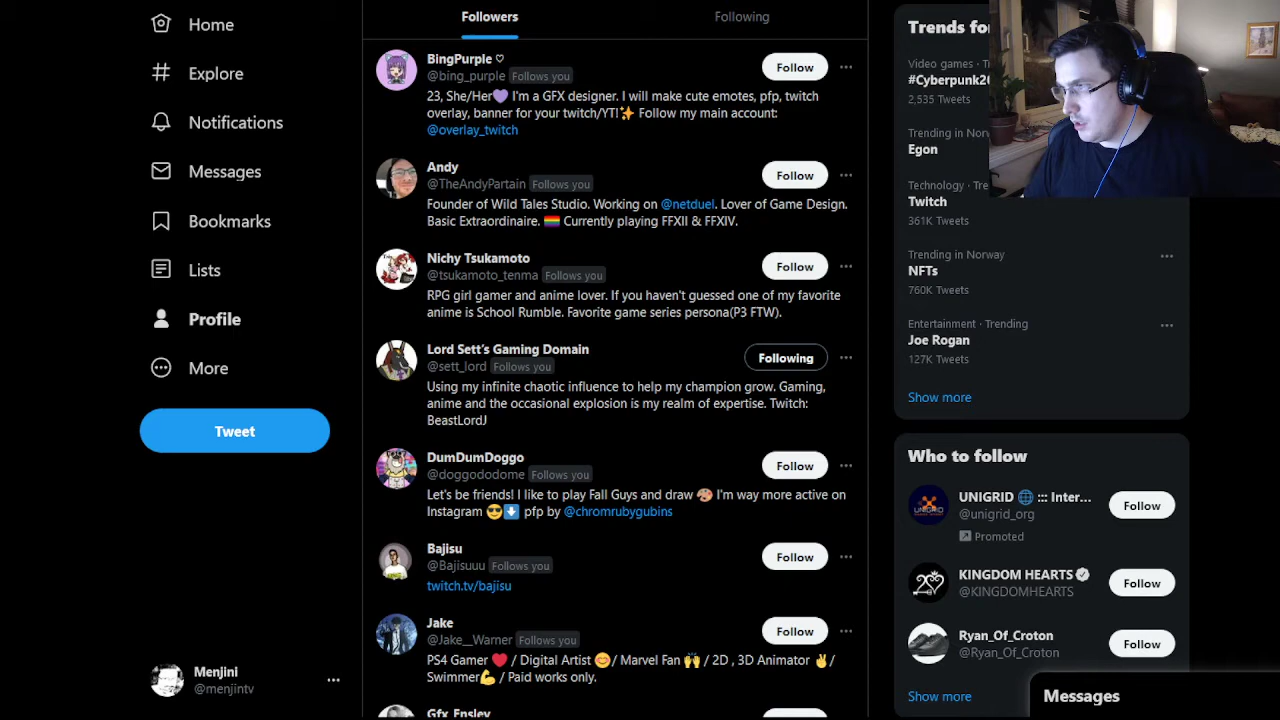 Home
Explore
Notifications
Messages
Bookmarks
Lists
Profile
More
Tweet
Menjini
@menjintv
Followers
Following
BingPurple ♡
@bing_purple Follows you
Follow
23, She/Her💜 I'm a GFX designer. I will make cute emotes, pfp, twitch
overlay, banner for your twitch/YT!✨ Follow my main account:
@overlay_twitch
Andy
@TheAndyPartain Follows you
Follow
Founder of Wild Tales Studio. Working on @netduel. Lover of Game Design.
Basic Extraordinaire. 🏳️‍🌈 Currently playing FFXII & FFXIV.
Nichy Tsukamoto
@tsukamoto_tenma Follows you
Follow
RPG girl gamer and anime lover. If you haven't guessed one of my favorite
anime is School Rumble. Favorite game series persona(P3 FTW).
Lord Sett's Gaming Domain
@sett_lord Follows you
Following
Using my infinite chaotic influence to help my champion grow. Gaming,
anime and the occasional explosion is my realm of expertise. Twitch:
BeastLordJ
DumDumDoggo
@doggododome Follows you
Follow
Let's be friends! I like to play Fall Guys and draw 🎨 I'm way more active on
Instagram 😎⬇️ pfp by @chromrubygubins
Bajisu
@Bajisuuu Follows you
Follow
twitch.tv/bajisu
Jake
@Jake__Warner Follows you
Follow
PS4 Gamer ❤️ / Digital Artist 😊/ Marvel Fan 🙌 / 2D , 3D Animator ✌️/
Swimmer💪 / Paid works only.
Gfx_Ensley
Trends for
Video games · Tr
#Cyberpunk20
2,535 Tweets
Trending in Nor
Egon
Technology · Tre
Twitch
361K Tweets
Trending in Norway
NFTs
760K Tweets
Entertainment · Trending
Joe Rogan
127K Tweets
Show more
Who to follow
UNIGRID 🌐 ::: Inter...
@unigrid_org
Follow
Promoted
KINGDOM HEARTS
@KINGDOMHEARTS
Follow
Ryan_Of_Croton
@Ryan_Of_Croton
Follow
Show more
Messages